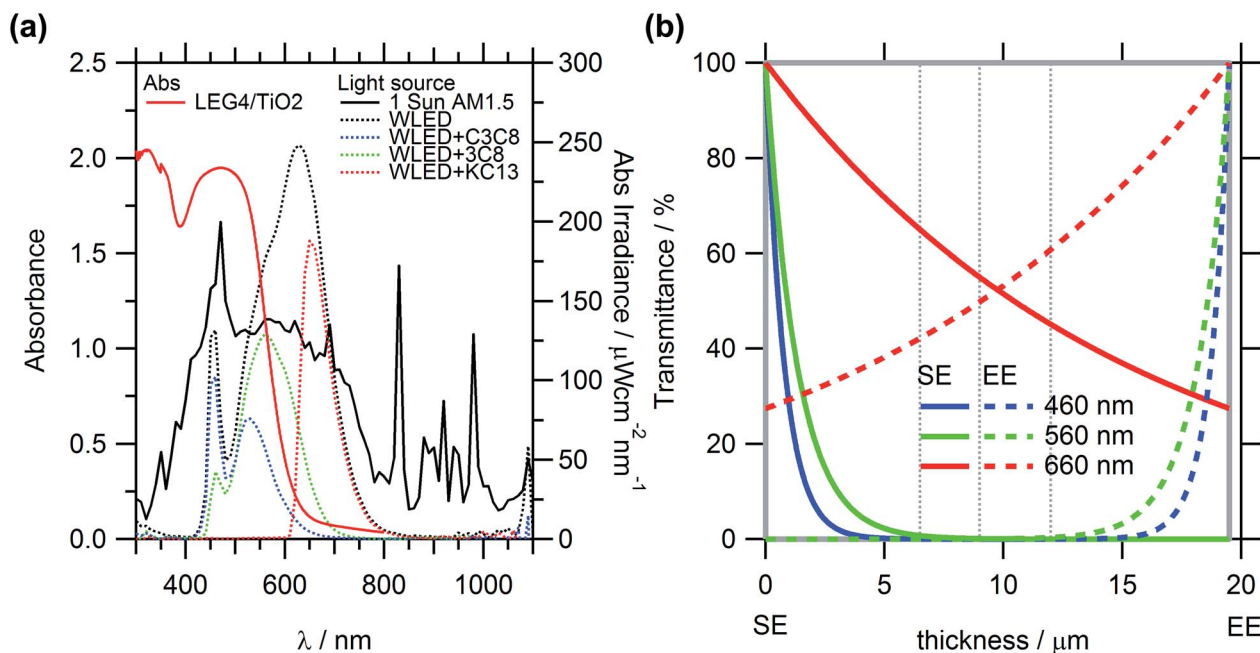 (a)
(b)
2.5
2.0
1.5
1.0
0.5
0.0
Absorbance
Abs
LEG4/TiO2
Light source
1 Sun AM1.5
WLED
WLED+C3C8
WLED+3C8
WLED+KC13
300
250
200
150
100
50
0
Abs Irradiance / μWcm⁻² nm⁻¹
400 600 800 1000
λ / nm
100
80
60
40
20
0
Transmittance / %
SE EE
460 nm
560 nm
660 nm
0 5 10 15 20
SE EE
thickness / μm